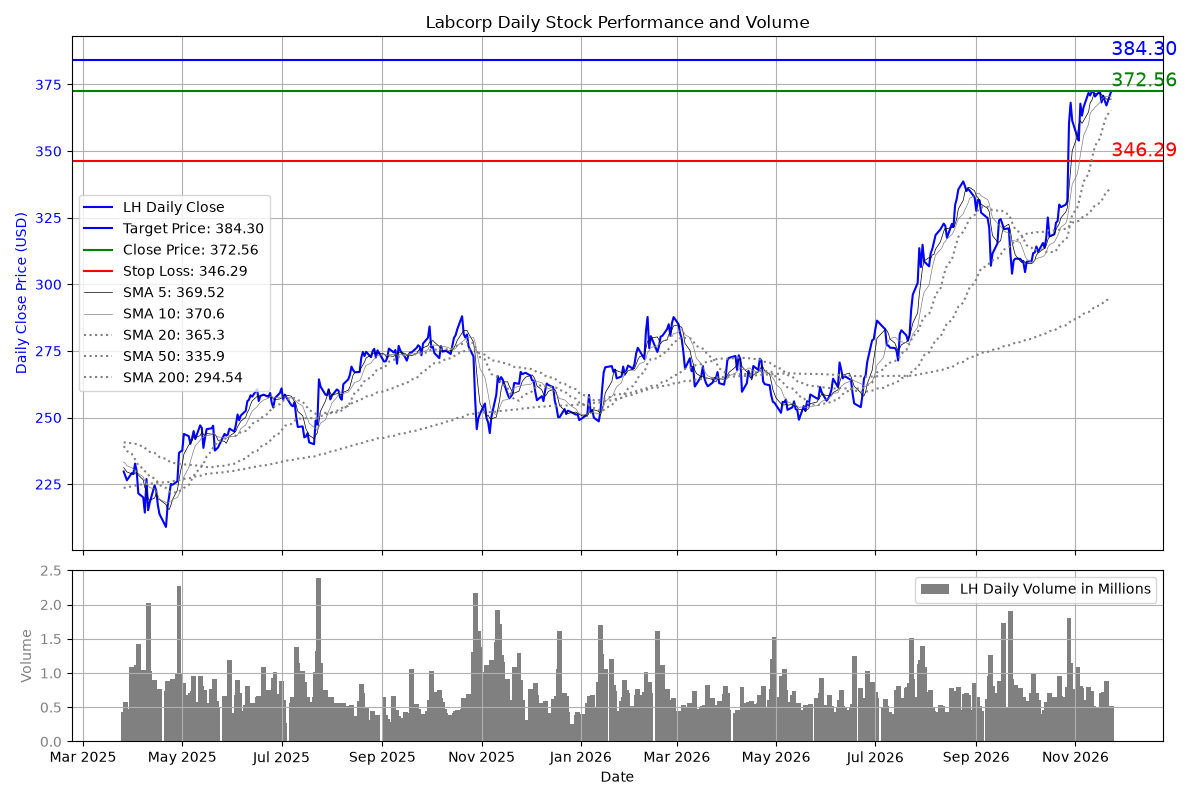 Labcorp Daily Stock Performance and Volume
384.30
372.56
346.29
375
350
325
300
275
250
225
Daily Close Price (USD)
LH Daily Close
Target Price: 384.30
Close Price: 372.56
Stop Loss: 346.29
SMA 5: 369.52
SMA 10: 370.6
SMA 20: 365.3
SMA 50: 335.9
SMA 200: 294.54
2.5
2.0
1.5
1.0
0.5
0.0
Volume
LH Daily Volume in Millions
Mar 2025 May 2025 Jul 2025 Sep 2025 Nov 2025 Jan 2026 Mar 2026 May 2026 Jul 2026 Sep 2026 Nov 2026
Date